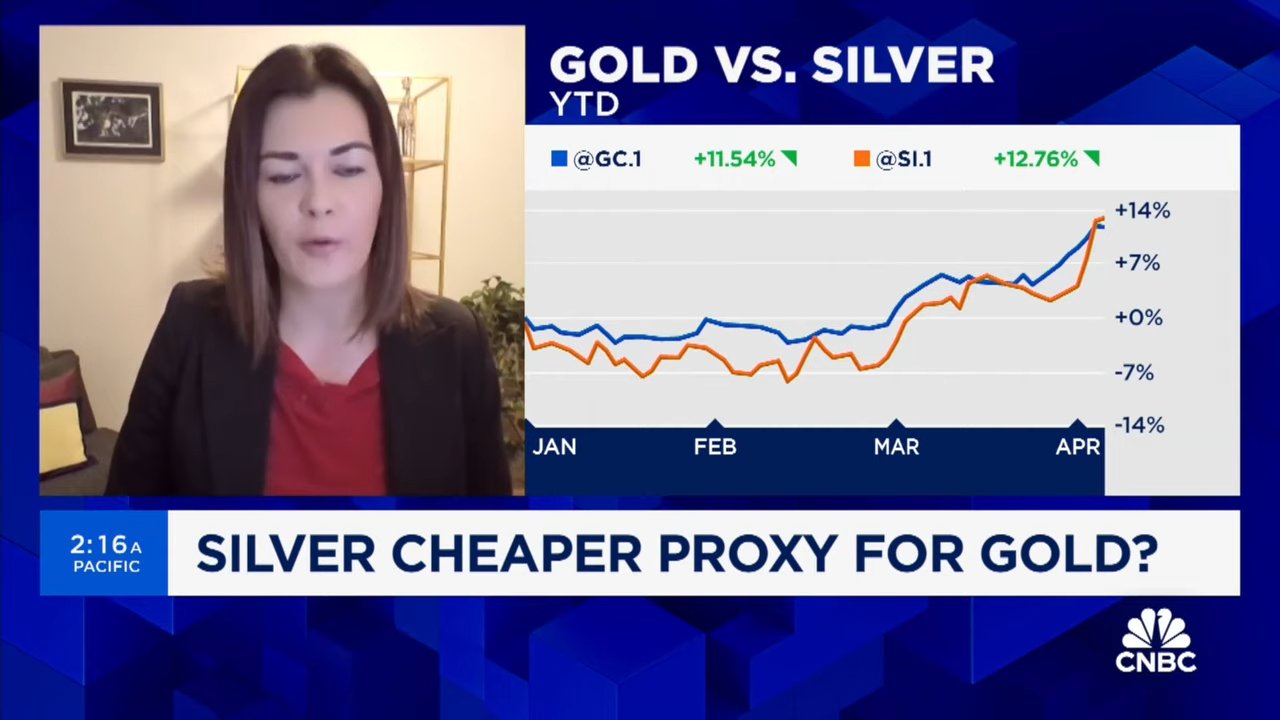 GOLD VS. SILVER
YTD
@GC.1 +11.54% @SI.1 +12.76%
+14%
+7%
+0%
-7%
-14%
JAN FEB MAR APR
2:16A
PACIFIC
SILVER CHEAPER PROXY FOR GOLD?
CNBC